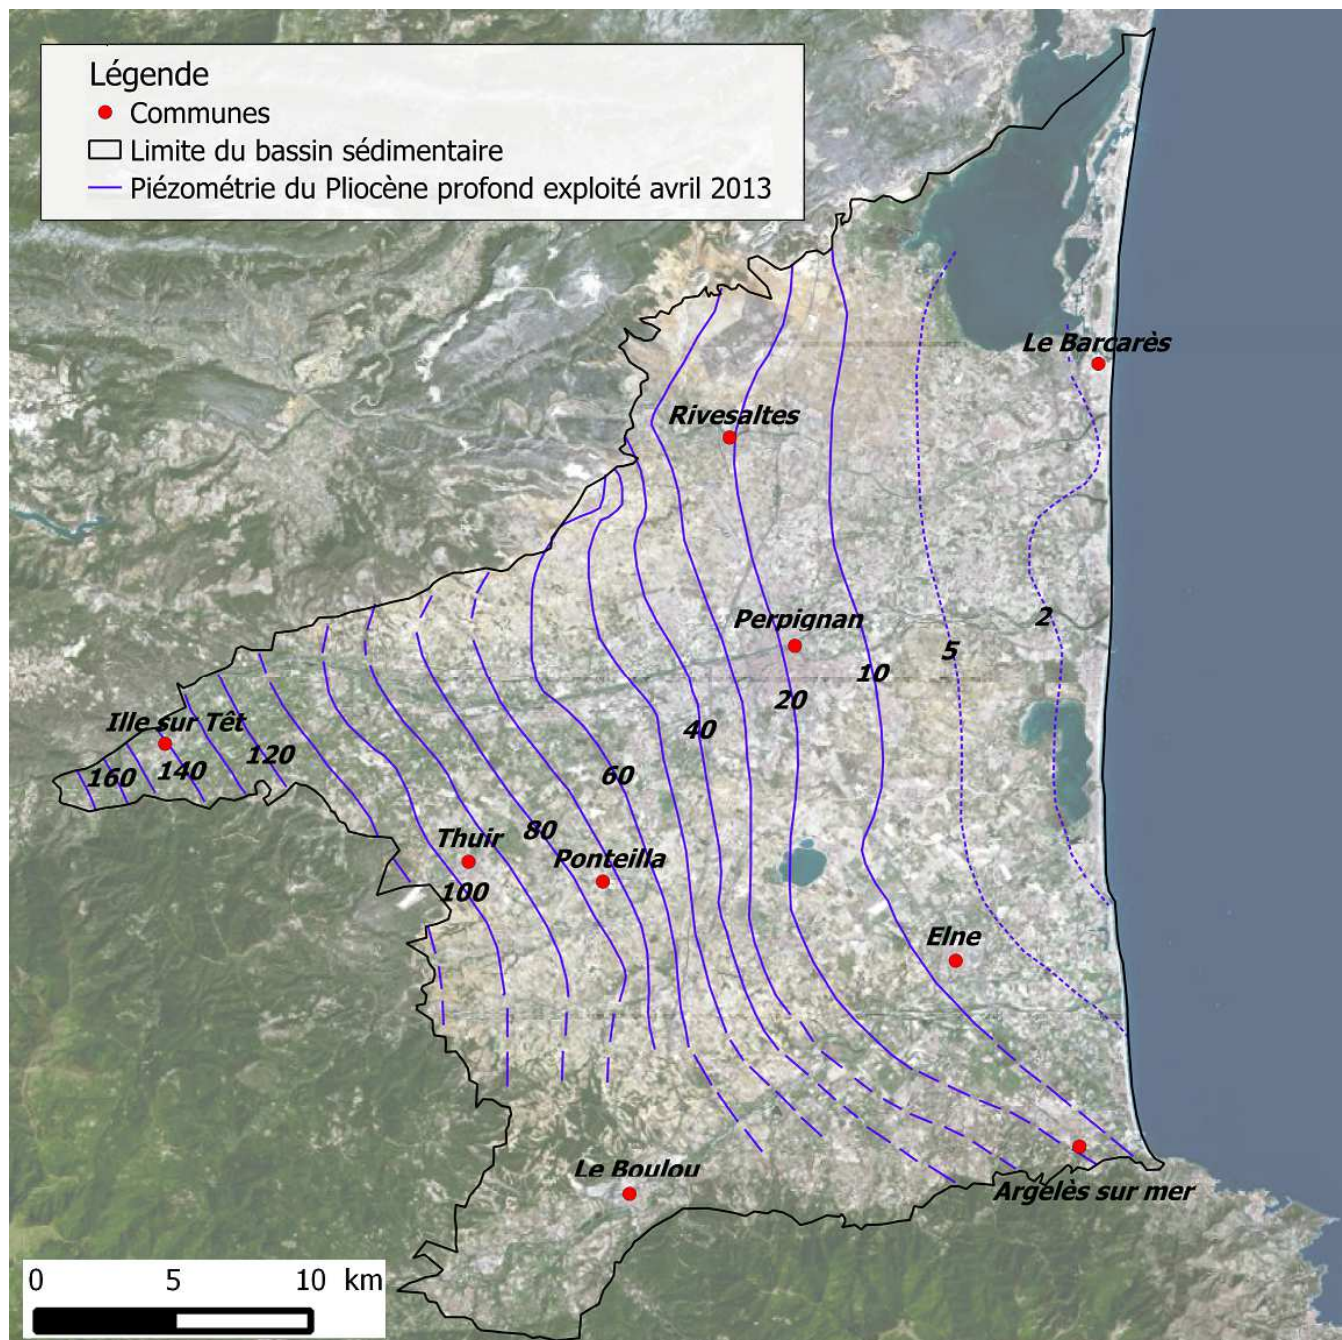 Légende
Communes
Limite du bassin sédimentaire
Piézométrie du Pliocène profond exploité avril 2013
Le Barcarès
Rivesaltes
Perpignan
2
5
10
20
Ille sur Têt
40
120
140
160
60
80
Thuir
Ponteilla
100
Elne
Le Boulou
Argelès sur mer
0 5 10 km